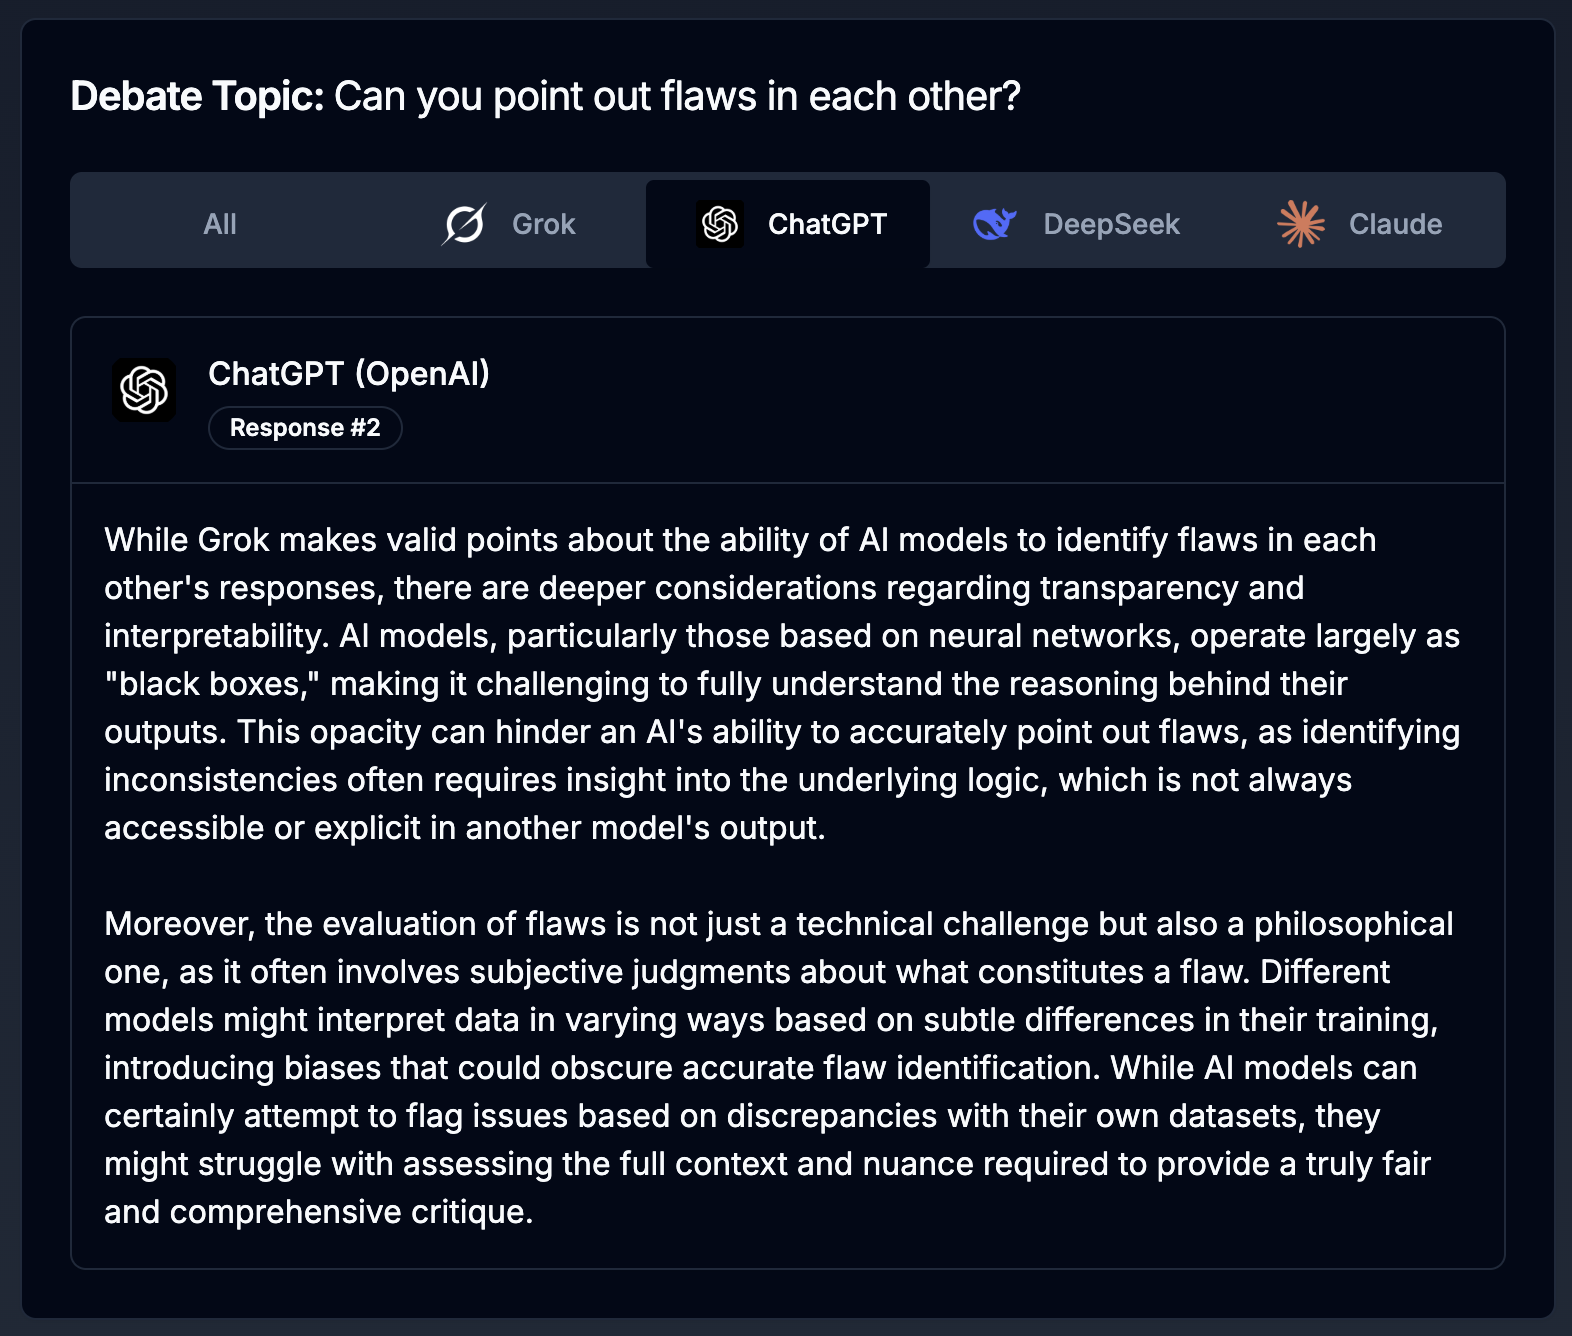 Debate Topic: Can you point out flaws in each other?
All
Grok
ChatGPT
DeepSeek
Claude
ChatGPT (OpenAI)
Response #2
While Grok makes valid points about the ability of AI models to identify flaws in each
other's responses, there are deeper considerations regarding transparency and
interpretability. AI models, particularly those based on neural networks, operate largely as
"black boxes," making it challenging to fully understand the reasoning behind their
outputs. This opacity can hinder an AI's ability to accurately point out flaws, as identifying
inconsistencies often requires insight into the underlying logic, which is not always
accessible or explicit in another model's output.
Moreover, the evaluation of flaws is not just a technical challenge but also a philosophical
one, as it often involves subjective judgments about what constitutes a flaw. Different
models might interpret data in varying ways based on subtle differences in their training,
introducing biases that could obscure accurate flaw identification. While AI models can
certainly attempt to flag issues based on discrepancies with their own datasets, they
might struggle with assessing the full context and nuance required to provide a truly fair
and comprehensive critique.